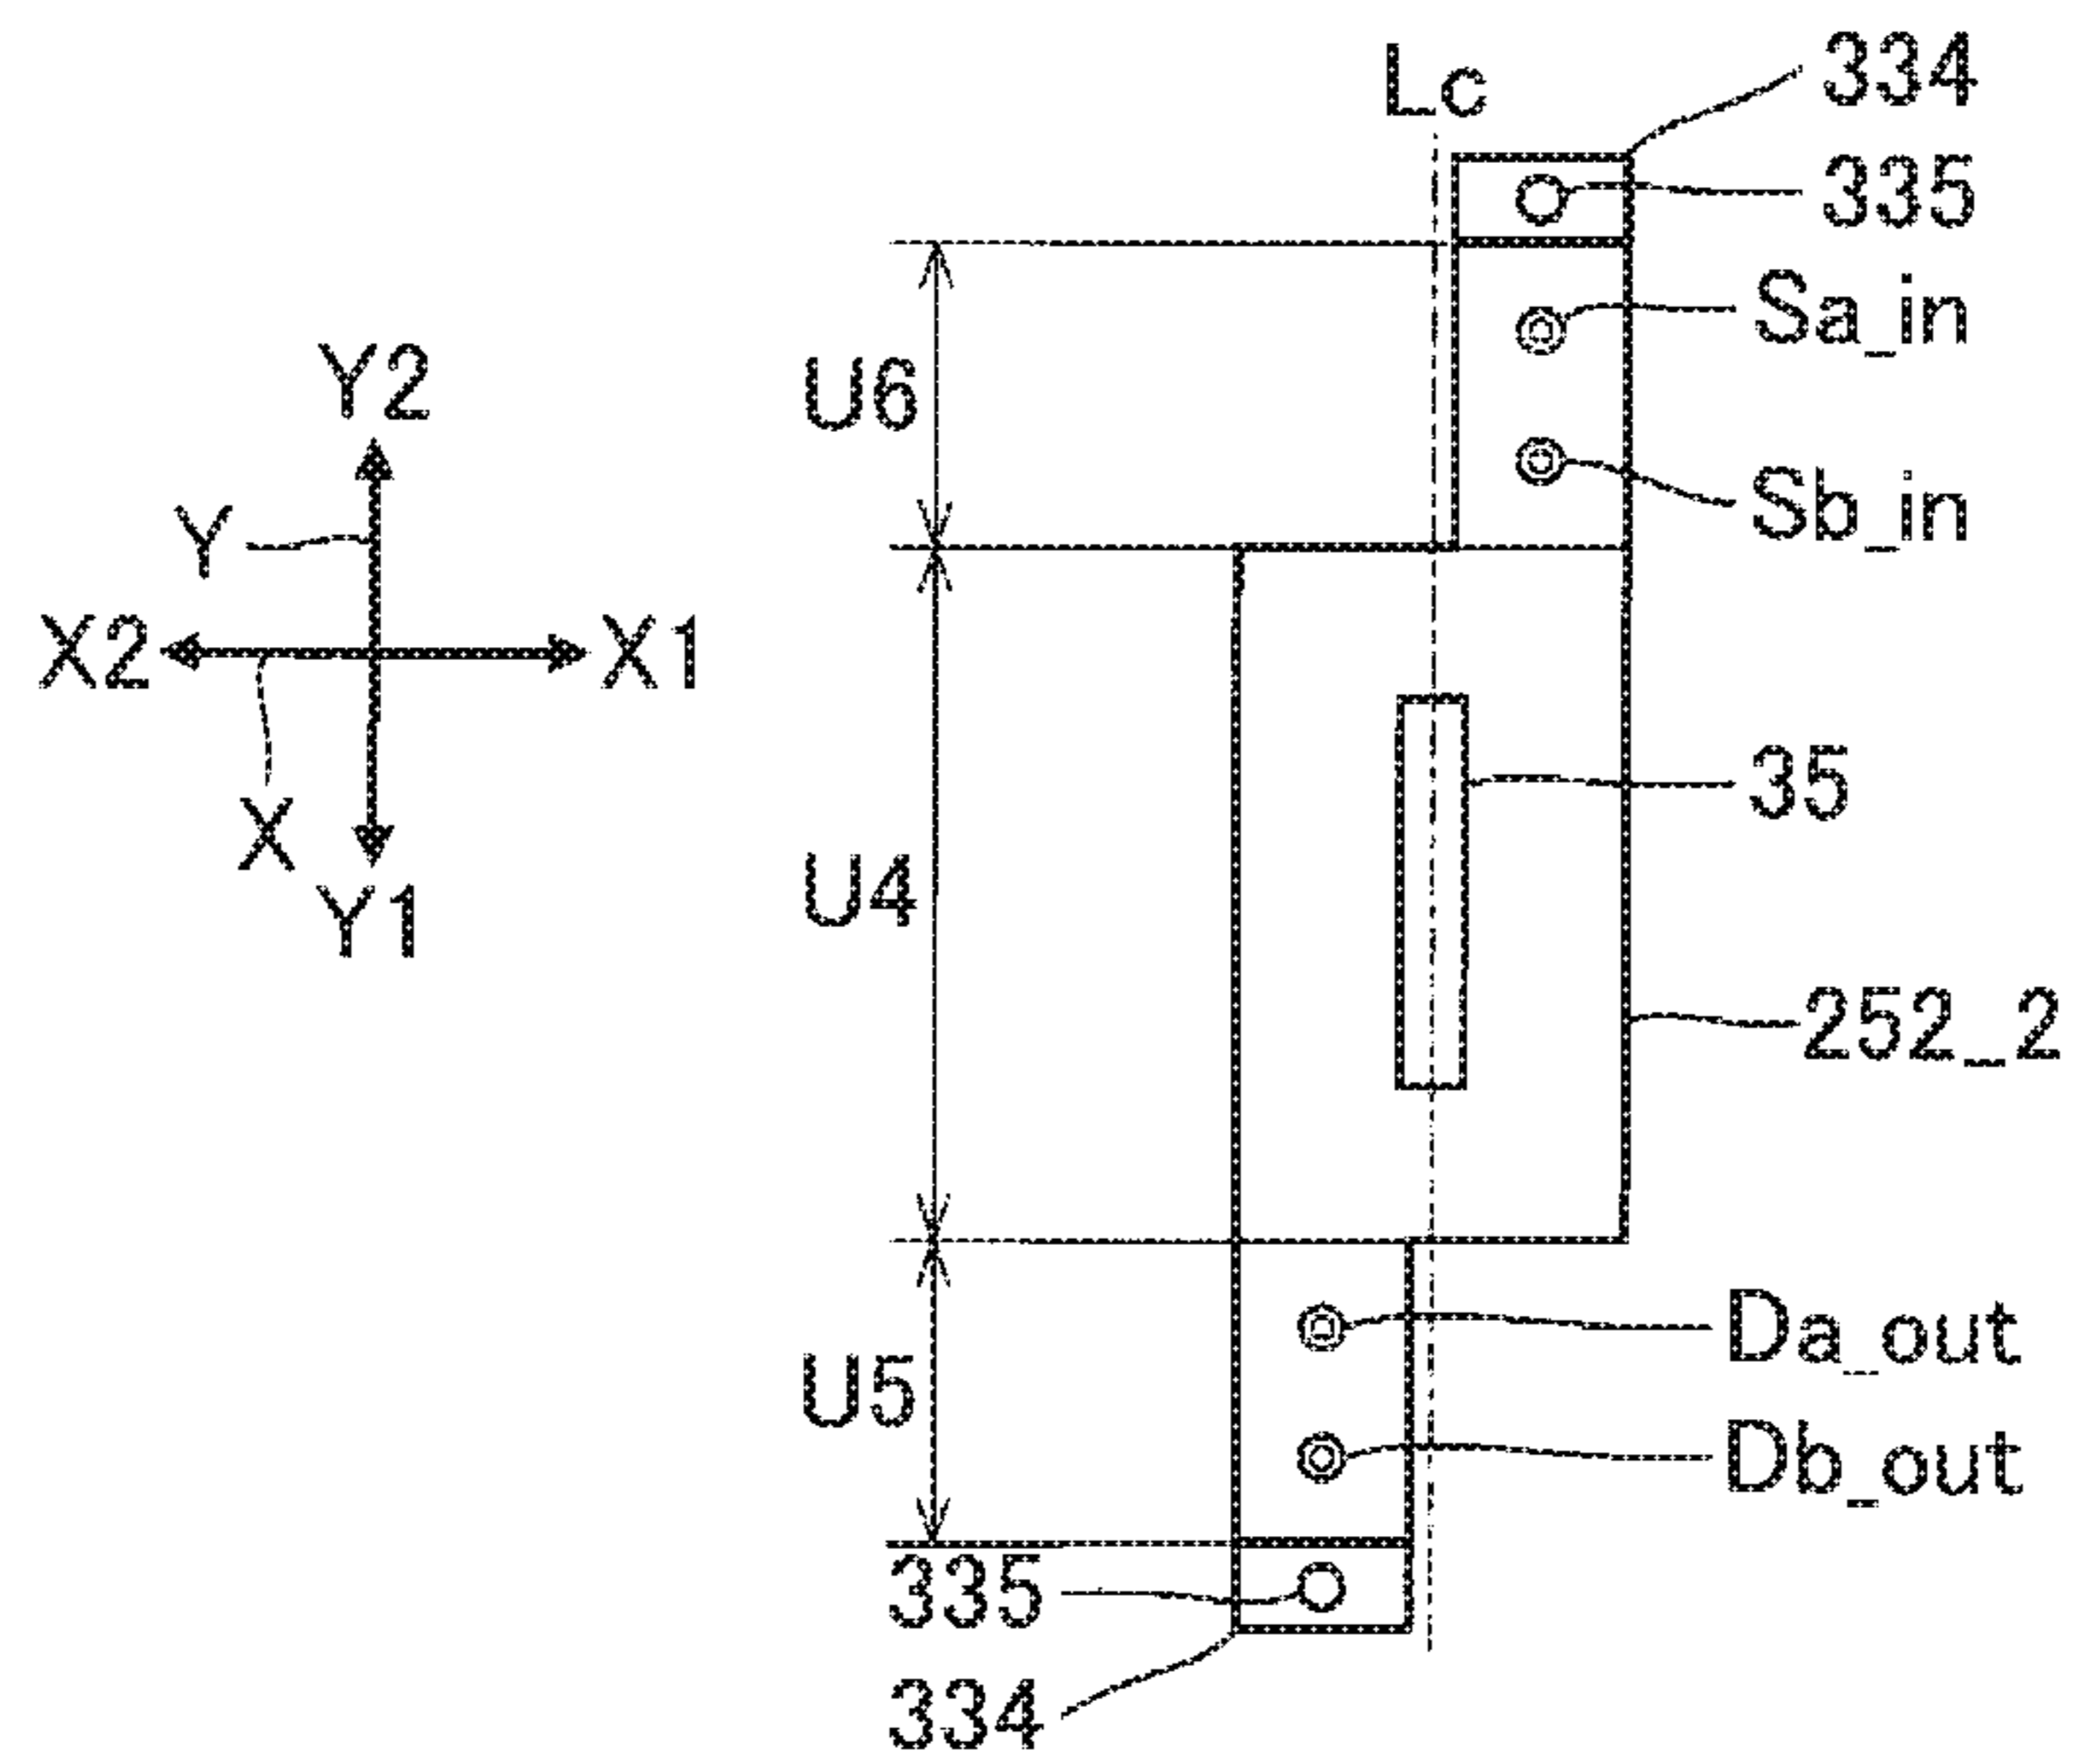 Lc
334
335
Sa_in
Y2
U6
Sb_in
Y
X2
X1
35
X
U4
Y1
252_2
Da_out
U5
Db_out
335
334